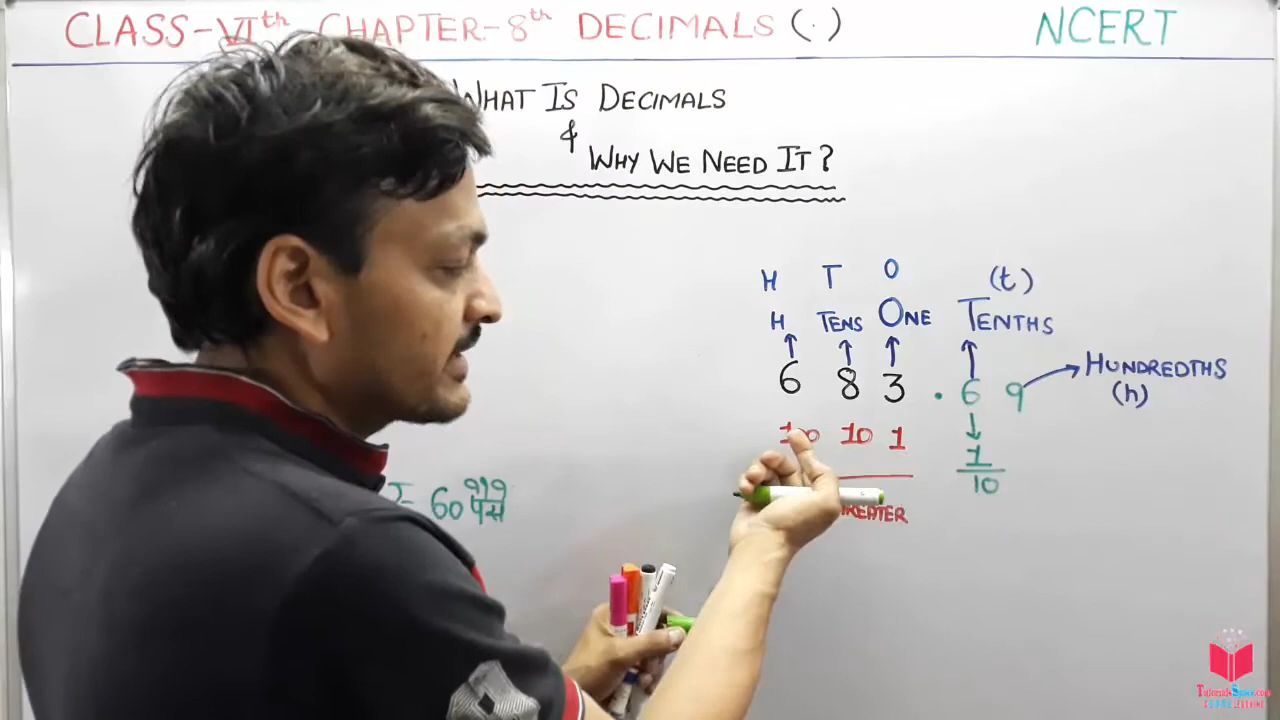 CLASS-VIth CHAPTER-8th DECIMALS (.) NCERT
WHAT IS DECIMALS
&
WHY WE NEED IT?
H T O (t)
H TENS ONE TENTHS
6 8 3 . 6 9 HUNDREDTHS
(h)
10 1
1
10
= 60 पैसे